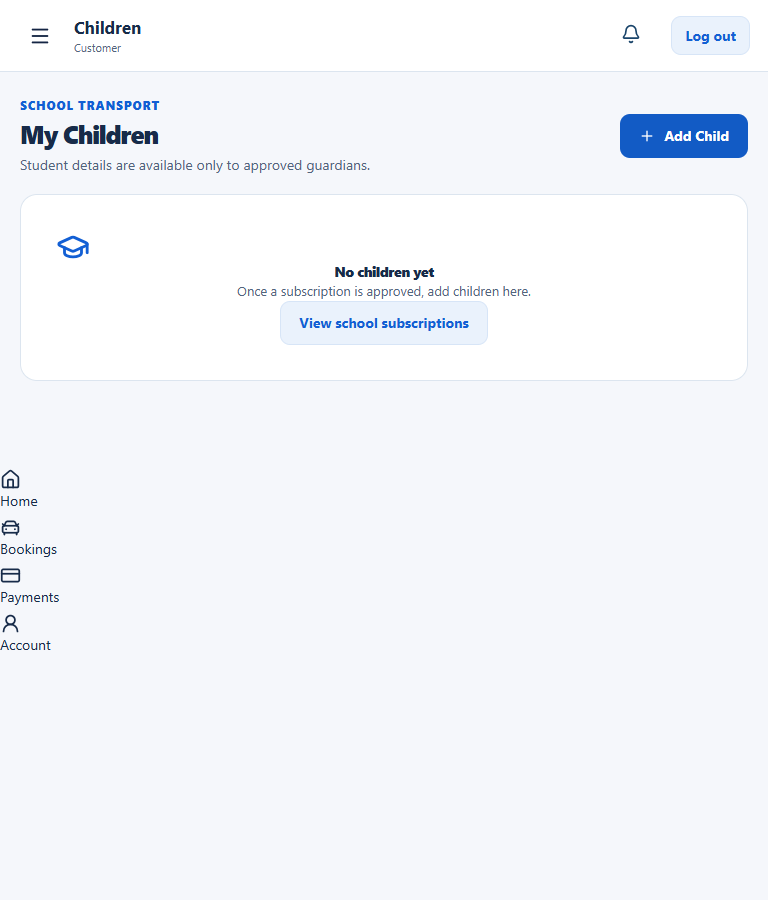 Children
Customer
Log out
SCHOOL TRANSPORT
My Children
Student details are available only to approved guardians.
Add Child
No children yet
Once a subscription is approved, add children here.
View school subscriptions
Home
Bookings
Payments
Account